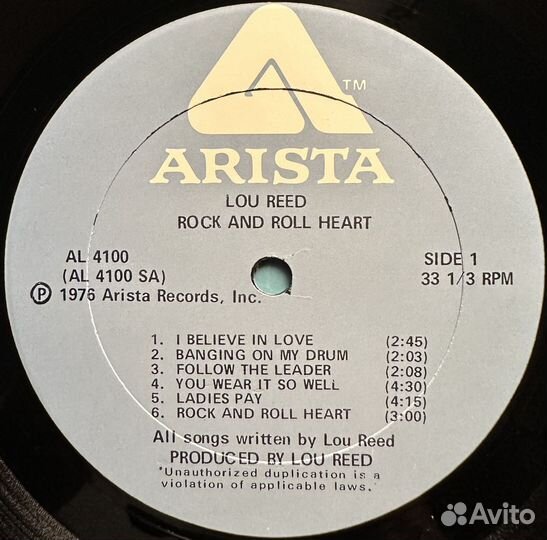 TM
ARISTA
LOU REED
ROCK AND ROLL HEART
AL 4100
(AL 4100 SA)
Ⓟ 1976 Arista Records, Inc.
SIDE 1
33 1/3 RPM
1. I BELIEVE IN LOVE (2:45)
2. BANGING ON MY DRUM (2:03)
3. FOLLOW THE LEADER (2:08)
4. YOU WEAR IT SO WELL (4:30)
5. LADIES PAY (4:15)
6. ROCK AND ROLL HEART (3:00)
All songs written by Lou Reed
PRODUCED BY LOU REED
"Unauthorized duplication is a
violation of applicable laws."
Avito